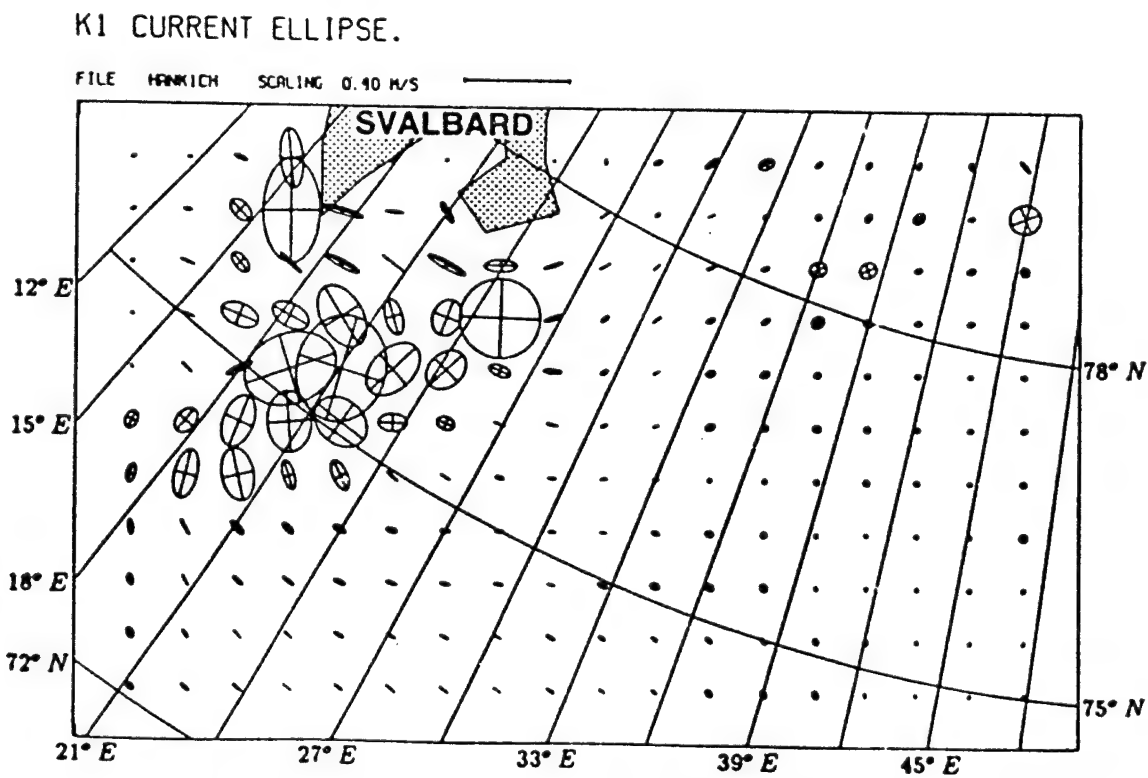 K1 CURRENT ELLIPSE.
FILE HANKICH SCALING 0.40 M/S
SVALBARD
12° E
78° N
15° E
18° E
72° N
75° N
21° E 27° E 33° E 39° E 45° E